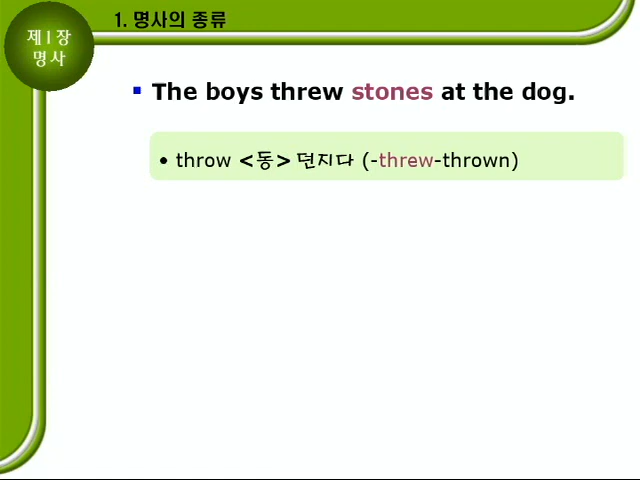 1. 명사의 종류
제 1 장
명사
▪ The boys threw stones at the dog.
• throw <동> 던지다 (-threw-thrown)